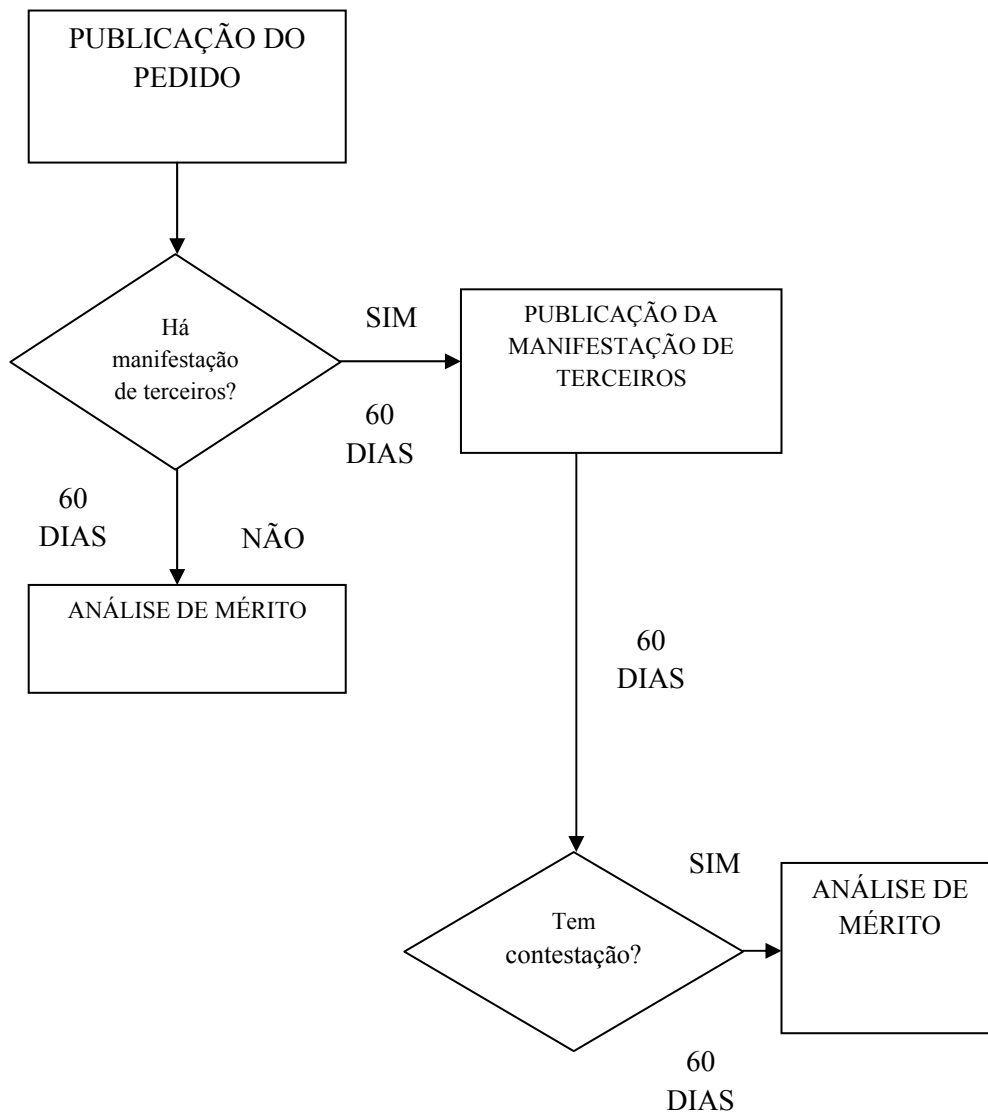 PUBLICAÇÃO DO
PEDIDO
Há
manifestação
de terceiros?
SIM
60
DIAS
PUBLICAÇÃO DA
MANIFESTAÇÃO DE
TERCEIROS
60
DIAS
NÃO
ANÁLISE DE MÉRITO
60
DIAS
Tem
contestação?
SIM
60
DIAS
ANÁLISE DE
MÉRITO